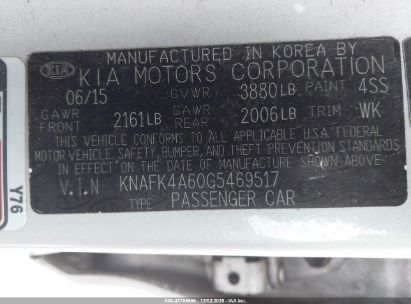 MANUFACTURED IN KOREA BY
KIA KIA MOTORS CORPORATION
06/15 GVWR 3880LB PAINT 4SS
GAWR FRONT 2161LB GAWR REAR 2006LB TRIM WK
THIS VEHICLE CONFORMS TO ALL APPLICABLE U.S.A FEDERAL
MOTOR VEHICLE SAFETY, BUMPER, AND THEFT PREVENTION STANDARDS
IN EFFECT ON THE DATE OF MANUFACTURE SHOWN ABOVE.
V.I.N KNAFK4A60G5469517
TYPE PASSENGER CAR
Y76